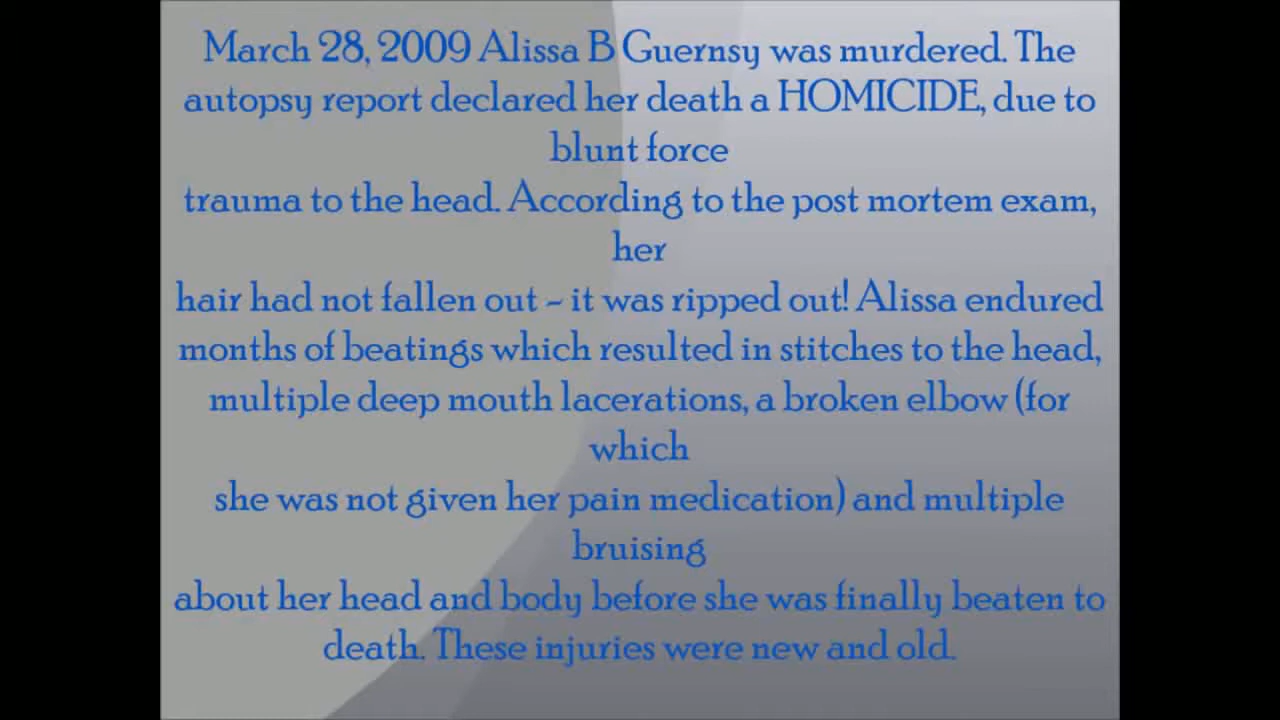 March 28, 2009 Alissa B Guernsy was murdered. The
autopsy report declared her death a HOMICIDE, due to
blunt force
trauma to the head. According to the post mortem exam,
her
hair had not fallen out – it was ripped out! Alissa endured
months of beatings which resulted in stitches to the head,
multiple deep mouth lacerations, a broken elbow (for
which
she was not given her pain medication) and multiple
bruising
about her head and body before she was finally beaten to
death. These injuries were new and old.